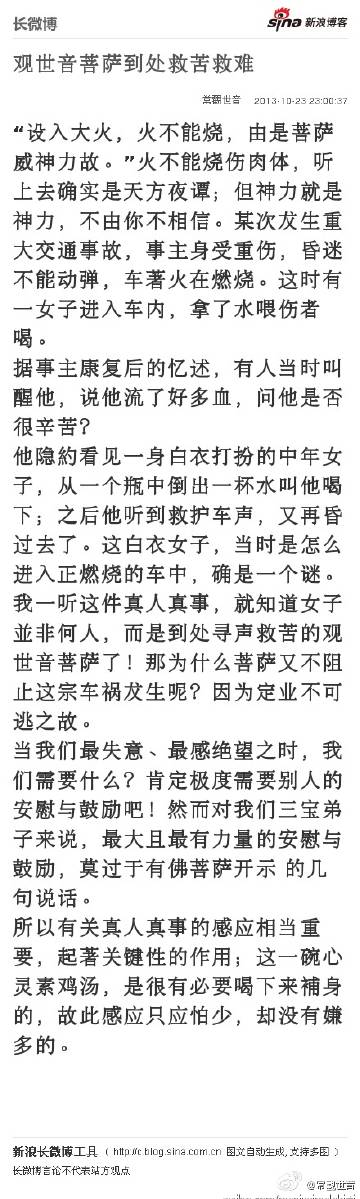 长微博
sina 新浪博客
观世音菩萨到处救苦救难
2013-10-23 23:00:37
“设入大火，火不能烧，由是菩萨
威神力故。”火不能烧伤肉体，听
上去确实是天方夜谭；但神力就是
神力，不由你不相信。某次发生重
大交通事故，事主身受重伤，昏迷
不能动弹，车著火在燃烧。这时有
一女子进入车内，拿了水喂伤者
喝。
据事主康复后的忆述，有人当时叫
醒他，说他流了好多血，问他是否
很辛苦？
他隐約看见一身白衣打扮的中年女
子，从一个瓶中倒出一杯水叫他喝
下；之后他听到救护车声，又再昏
过去了。这白衣女子，当时是怎么
进入正燃烧的车中，确是一个谜。
我一听这件真人真事，就知道女子
並非何人，而是到处寻声救苦的观
世音菩萨了！那为什么菩萨又不阻
止这宗车祸发生呢？因为定业不可
逃之故。
当我们最失意、最感绝望之时，我
们需要什么？肯定极度需要别人的
安慰与鼓励吧！然而对我们三宝弟
子来说，最大且最有力量的安慰与
鼓励，莫过于有佛菩萨开示 的几
句说话。
所以有关真人真事的感应相当重
要，起著关键性的作用；这一碗心
灵素鸡汤，是很有必要喝下来補身
的，故此感应只应怕少，却没有嫌
多的。
新浪长微博工具（ http://c.blog.sina.com.cn 图文自动生成, 支持多图 ）
长微博言论不代表站方观点